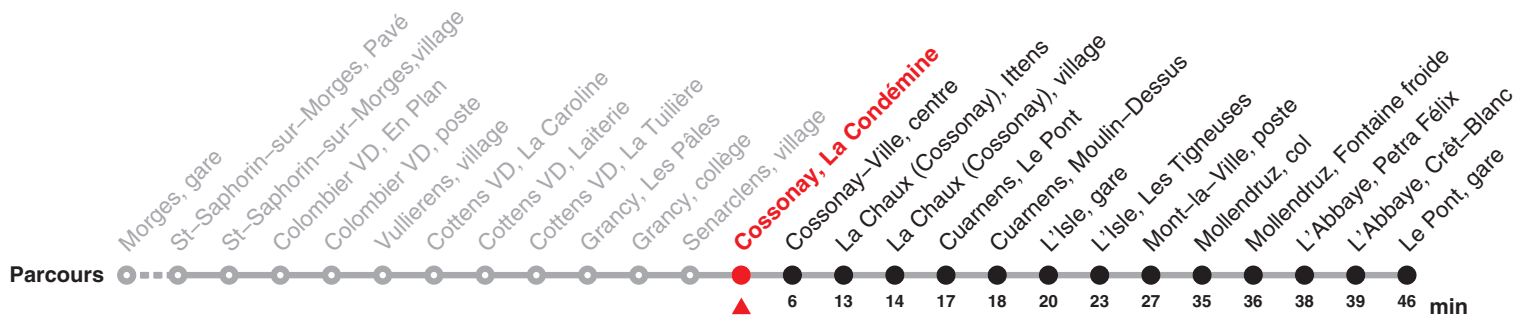 Morges, gare
St–Saphorin–sur–Morges, Pavé
St–Saphorin–sur–Morges,village
Colombier VD, En Plan
Colombier VD, poste
Vullierens, village
Cottens VD, La Caroline
Cottens VD, Laiterie
Cottens VD, La Tuilière
Grancy, Les Pâles
Grancy, collège
Senarclens, village
Cossonay, La Condémine
Cossonay–Ville, centre
La Chaux (Cossonay), Ittens
La Chaux (Cossonay), village
Cuarnens, Le Pont
Cuarnens, Moulin–Dessus
L'Isle, gare
L'Isle, Les Tigneuses
Mont–la–Ville, poste
Mollendruz, col
Mollendruz, Fontaine froide
L'Abbaye, Petra Félix
L'Abbaye, Crêt–Blanc
Le Pont, gare
Parcours
6 13 14 17 18 20 23 27 35 36 38 39 46 min